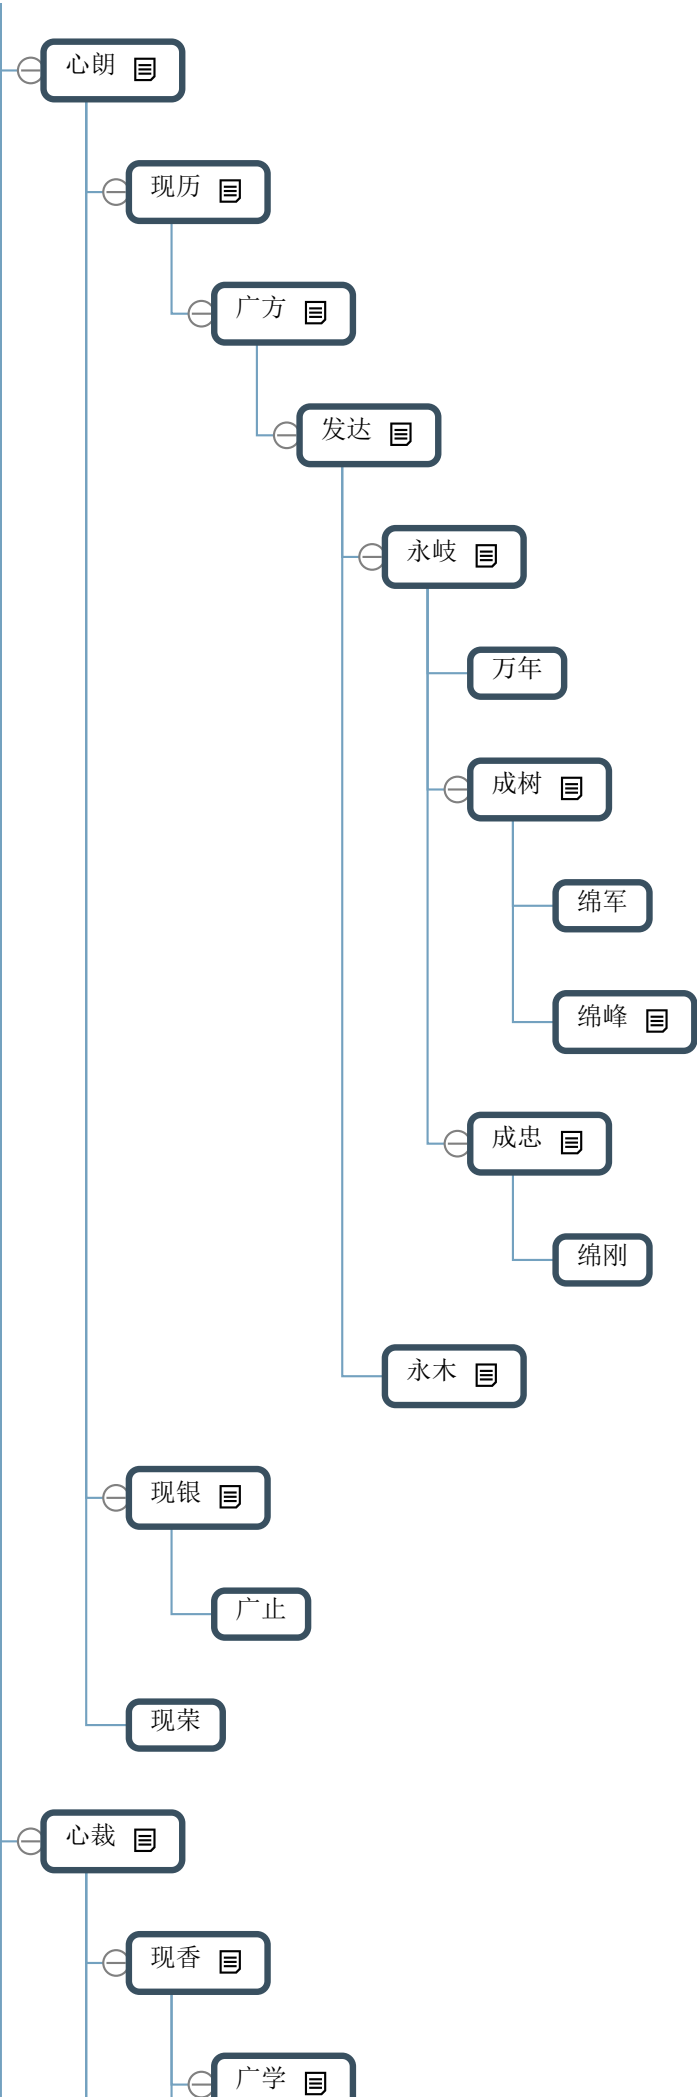 心朗
现历
广方
发达
永岐
万年
成树
绵军
绵峰
成忠
绵刚
永木
现银
广止
现荣
心裁
现香
广学